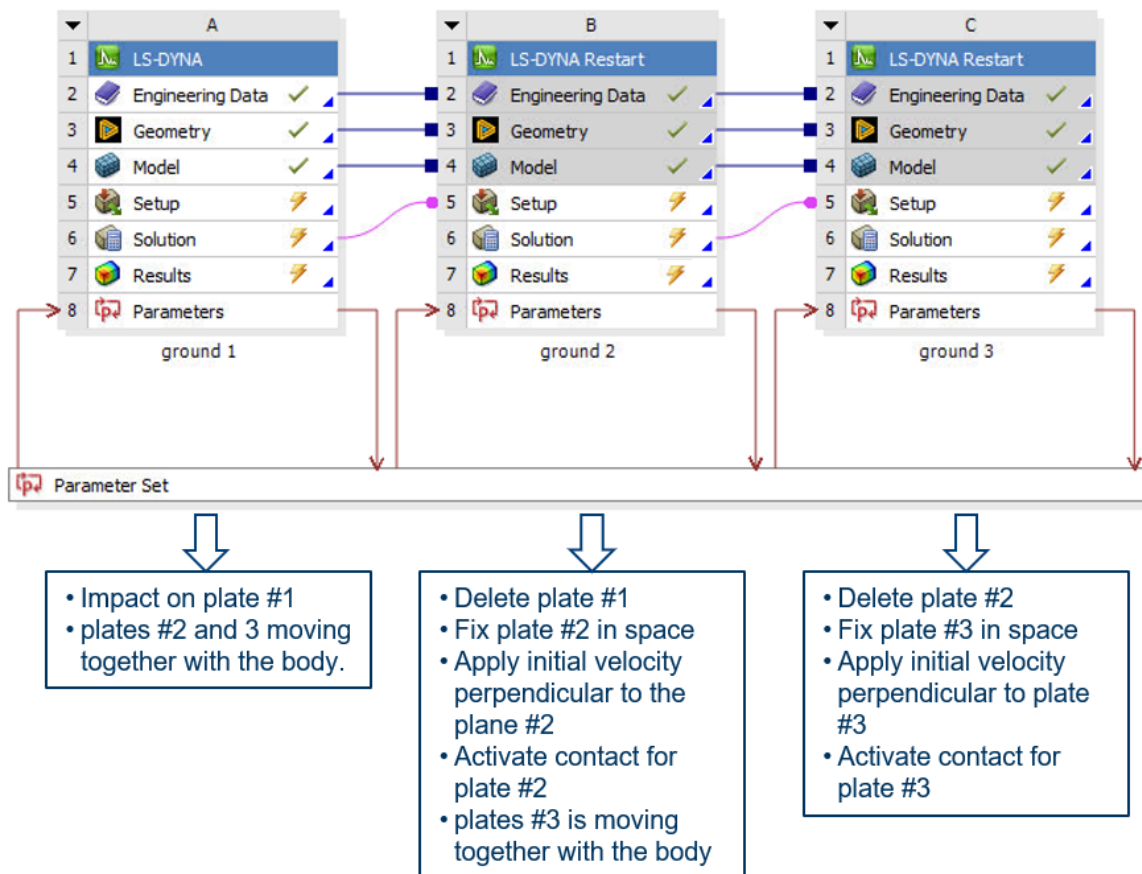 A
1 LS-DYNA
2 Engineering Data
3 Geometry
4 Model
5 Setup
6 Solution
7 Results
8 Parameters
ground 1
B
1 LS-DYNA Restart
2 Engineering Data
3 Geometry
4 Model
5 Setup
6 Solution
7 Results
8 Parameters
ground 2
C
1 LS-DYNA Restart
2 Engineering Data
3 Geometry
4 Model
5 Setup
6 Solution
7 Results
8 Parameters
ground 3
Parameter Set
• Impact on plate #1
• plates #2 and 3 moving
together with the body.
• Delete plate #1
• Fix plate #2 in space
• Apply initial velocity
perpendicular to the
plane #2
• Activate contact for
plate #2
• plates #3 is moving
together with the body
• Delete plate #2
• Fix plate #3 in space
• Apply initial velocity
perpendicular to plate
#3
• Activate contact for
plate #3